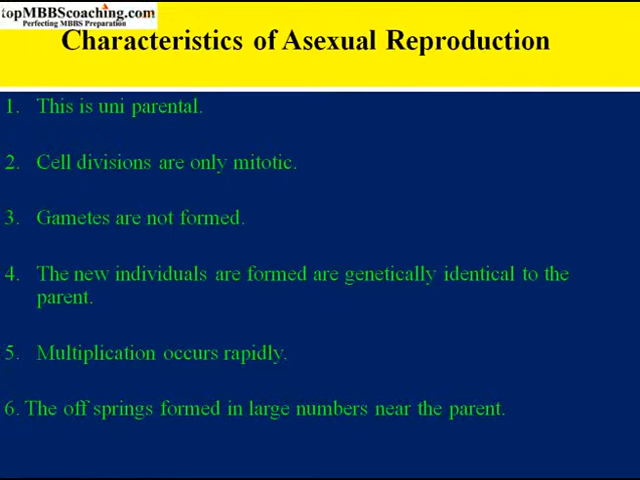 topMBBScoaching.com
Perfecting MBBS Preparation
Characteristics of Asexual Reproduction
1. This is uni parental.
2. Cell divisions are only mitotic.
3. Gametes are not formed.
4. The new individuals are formed are genetically identical to the
parent.
5. Multiplication occurs rapidly.
6. The off springs formed in large numbers near the parent.